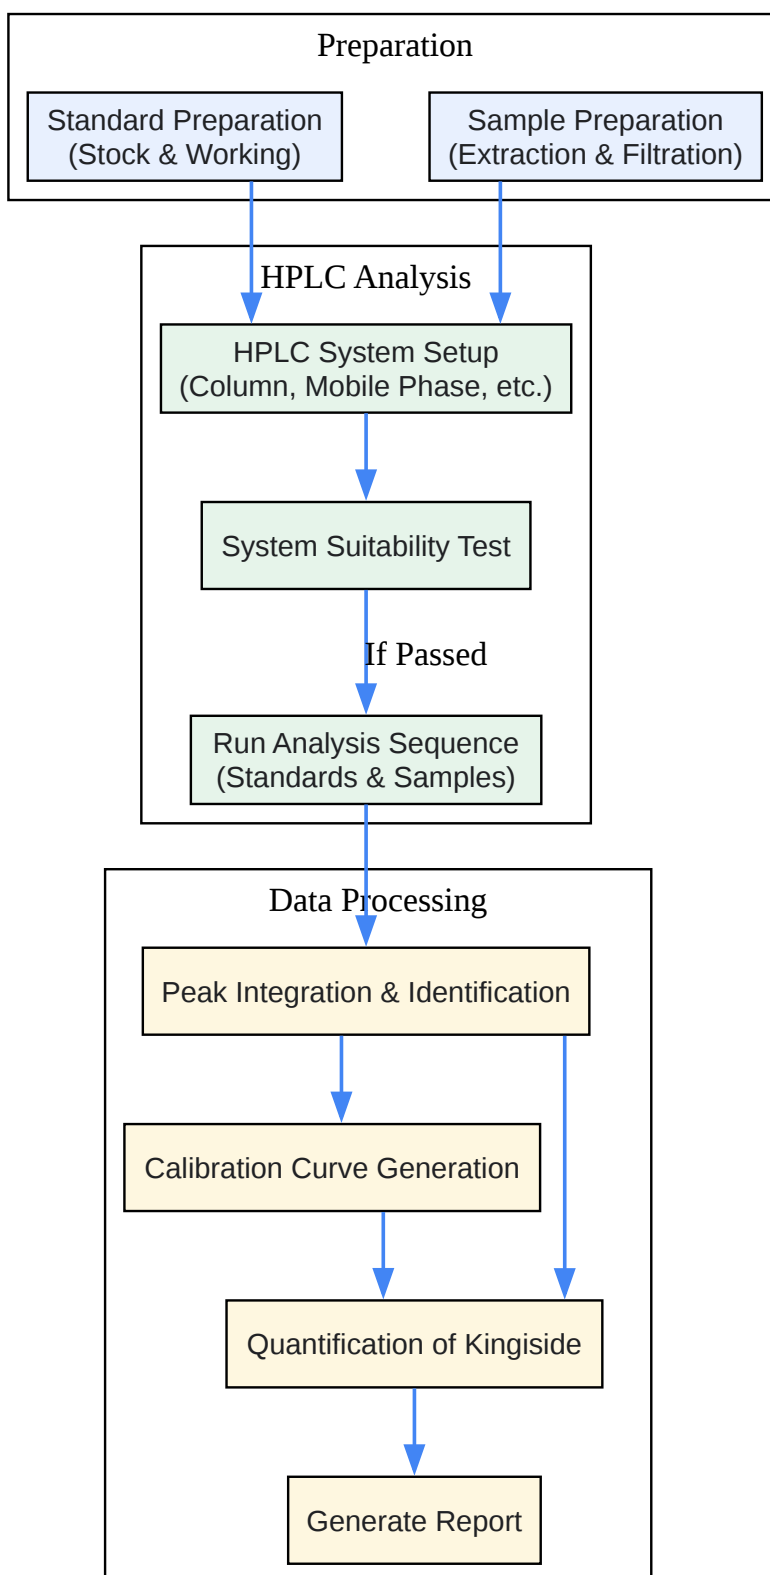 Preparation
Standard Preparation
(Stock & Working)
Sample Preparation
(Extraction & Filtration)
HPLC Analysis
HPLC System Setup
(Column, Mobile Phase, etc.)
System Suitability Test
If Passed
Run Analysis Sequence
(Standards & Samples)
Data Processing
Peak Integration & Identification
Calibration Curve Generation
Quantification of Kingiside
Generate Report